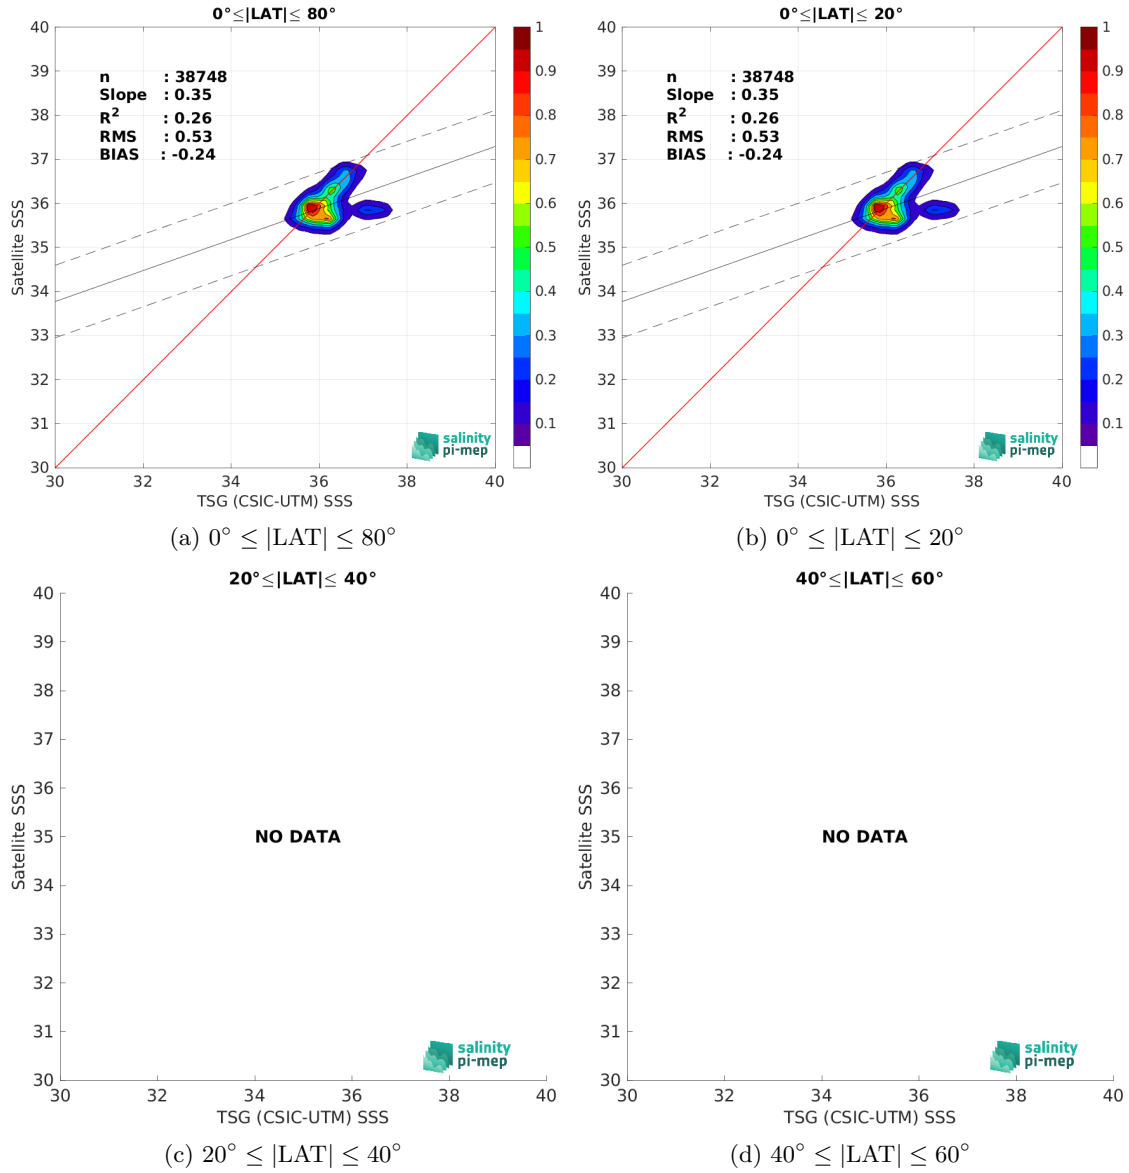 0°≤|LAT|≤ 80°
40
39
38
37
36
35
34
33
32
31
30
Satellite SSS
n : 38748
Slope : 0.35
R² : 0.26
RMS : 0.53
BIAS : -0.24
salinity
pi-mep
30 32 34 36 38 40
TSG (CSIC-UTM) SSS
1
0.9
0.8
0.7
0.6
0.5
0.4
0.3
0.2
0.1
(a) 0° ≤ |LAT| ≤ 80°
0°≤|LAT|≤ 20°
40
39
38
37
36
35
34
33
32
31
30
Satellite SSS
n : 38748
Slope : 0.35
R² : 0.26
RMS : 0.53
BIAS : -0.24
salinity
pi-mep
30 32 34 36 38 40
TSG (CSIC-UTM) SSS
1
0.9
0.8
0.7
0.6
0.5
0.4
0.3
0.2
0.1
(b) 0° ≤ |LAT| ≤ 20°
20°≤|LAT|≤ 40°
40
39
38
37
36
35
34
33
32
31
30
Satellite SSS
NO DATA
salinity
pi-mep
30 32 34 36 38 40
TSG (CSIC-UTM) SSS
(c) 20° ≤ |LAT| ≤ 40°
40°≤|LAT|≤ 60°
40
39
38
37
36
35
34
33
32
31
30
Satellite SSS
NO DATA
salinity
pi-mep
30 32 34 36 38 40
TSG (CSIC-UTM) SSS
(d) 40° ≤ |LAT| ≤ 60°